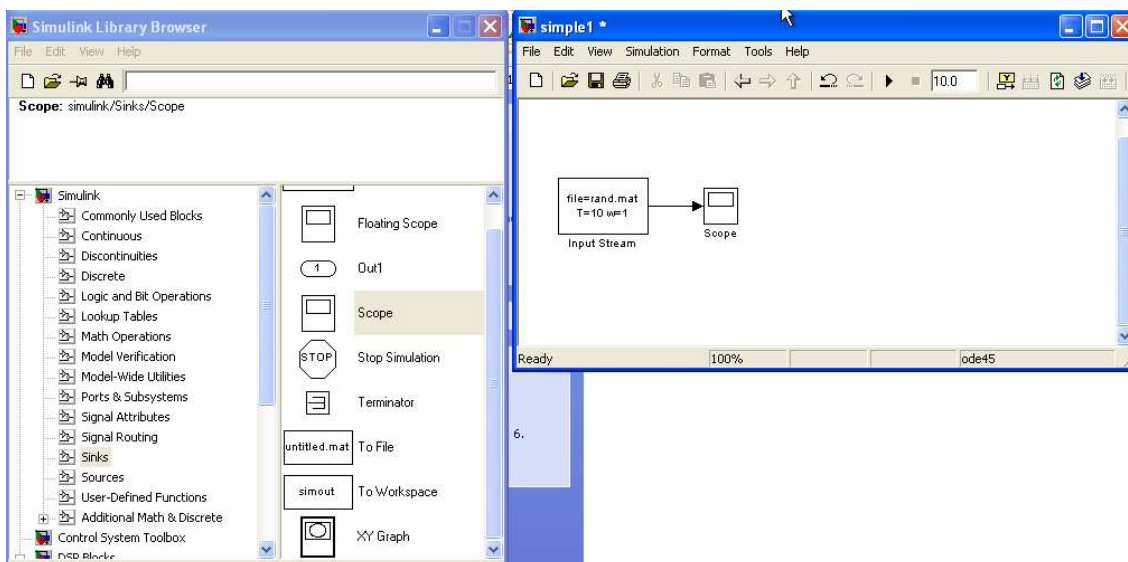 Simulink Library Browser
File Edit View Help
Scope: simulink/Sinks/Scope
Simulink
Commonly Used Blocks
Continuous
Discontinuities
Discrete
Logic and Bit Operations
Lookup Tables
Math Operations
Model Verification
Model-Wide Utilities
Ports & Subsystems
Signal Attributes
Signal Routing
Sinks
Sources
User-Defined Functions
Additional Math & Discrete
Control System Toolbox
DSP Blocks
Floating Scope
1 Out1
Scope
STOP Stop Simulation
Terminator
untitled.mat To File
simout To Workspace
XY Graph
6.
simple1 *
File Edit View Simulation Format Tools Help
10.0
file=rand.mat
T=10 w=1
Input Stream
Scope
Ready 100% ode45